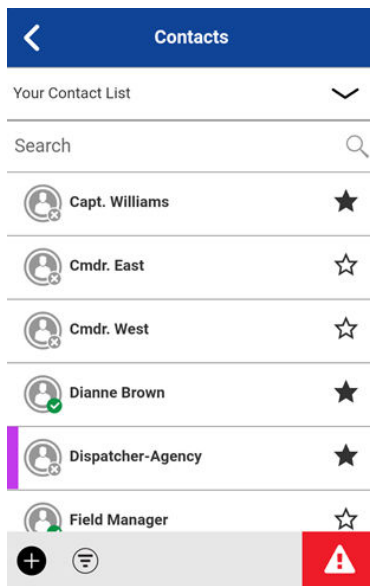 Contacts
Your Contact List
Search
Capt. Williams
Cmdr. East
Cmdr. West
Dianne Brown
Dispatcher-Agency
Field Manager